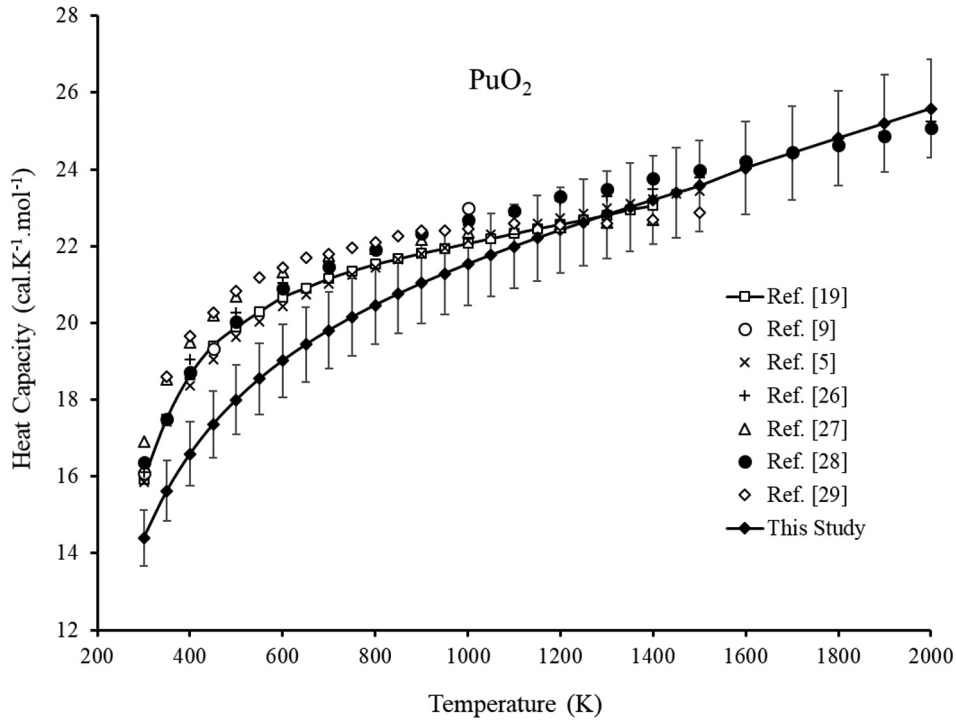 28
26
24
22
20
18
16
14
12
Heat Capacity (cal.K⁻¹.mol⁻¹)
PuO₂
Ref. [19]
Ref. [9]
Ref. [5]
Ref. [26]
Ref. [27]
Ref. [28]
Ref. [29]
This Study
200 400 600 800 1000 1200 1400 1600 1800 2000
Temperature (K)